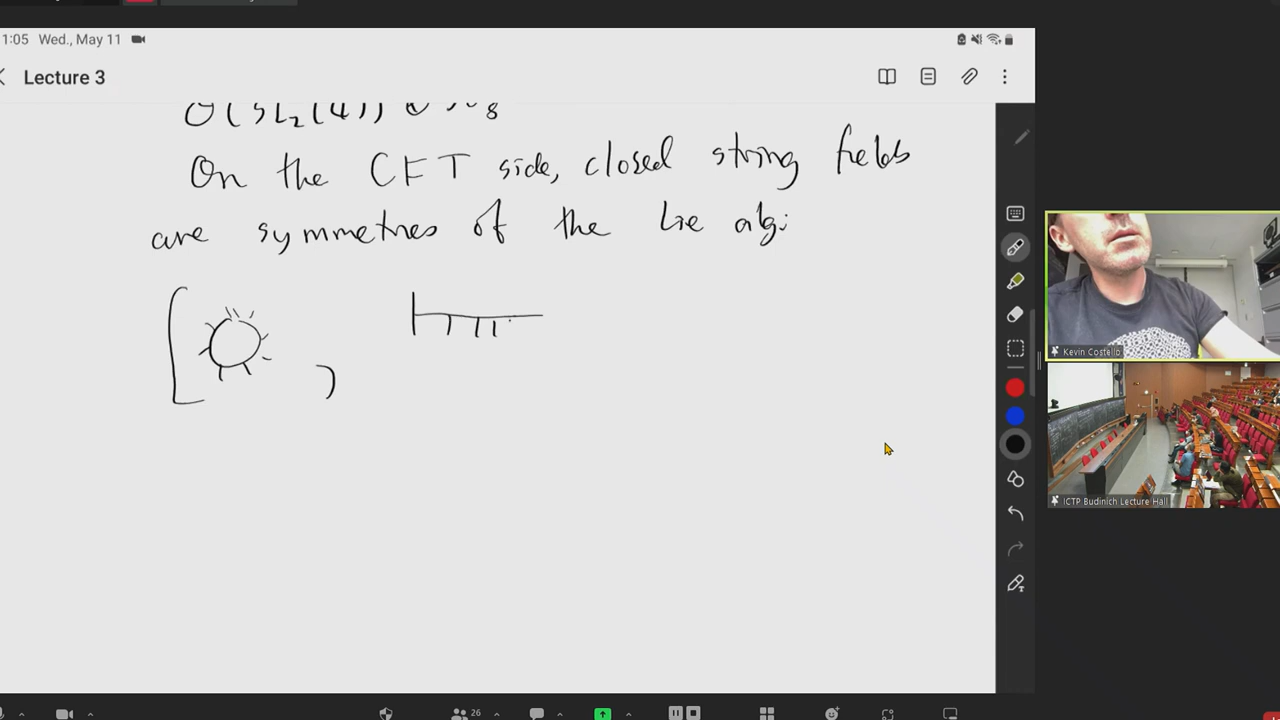 1:05 Wed., May 11
Lecture 3
On the CFT side, closed string fields
are symmetries of the Lie alg:
Kevin Costello
ICTP Budinich Lecture Hall
26